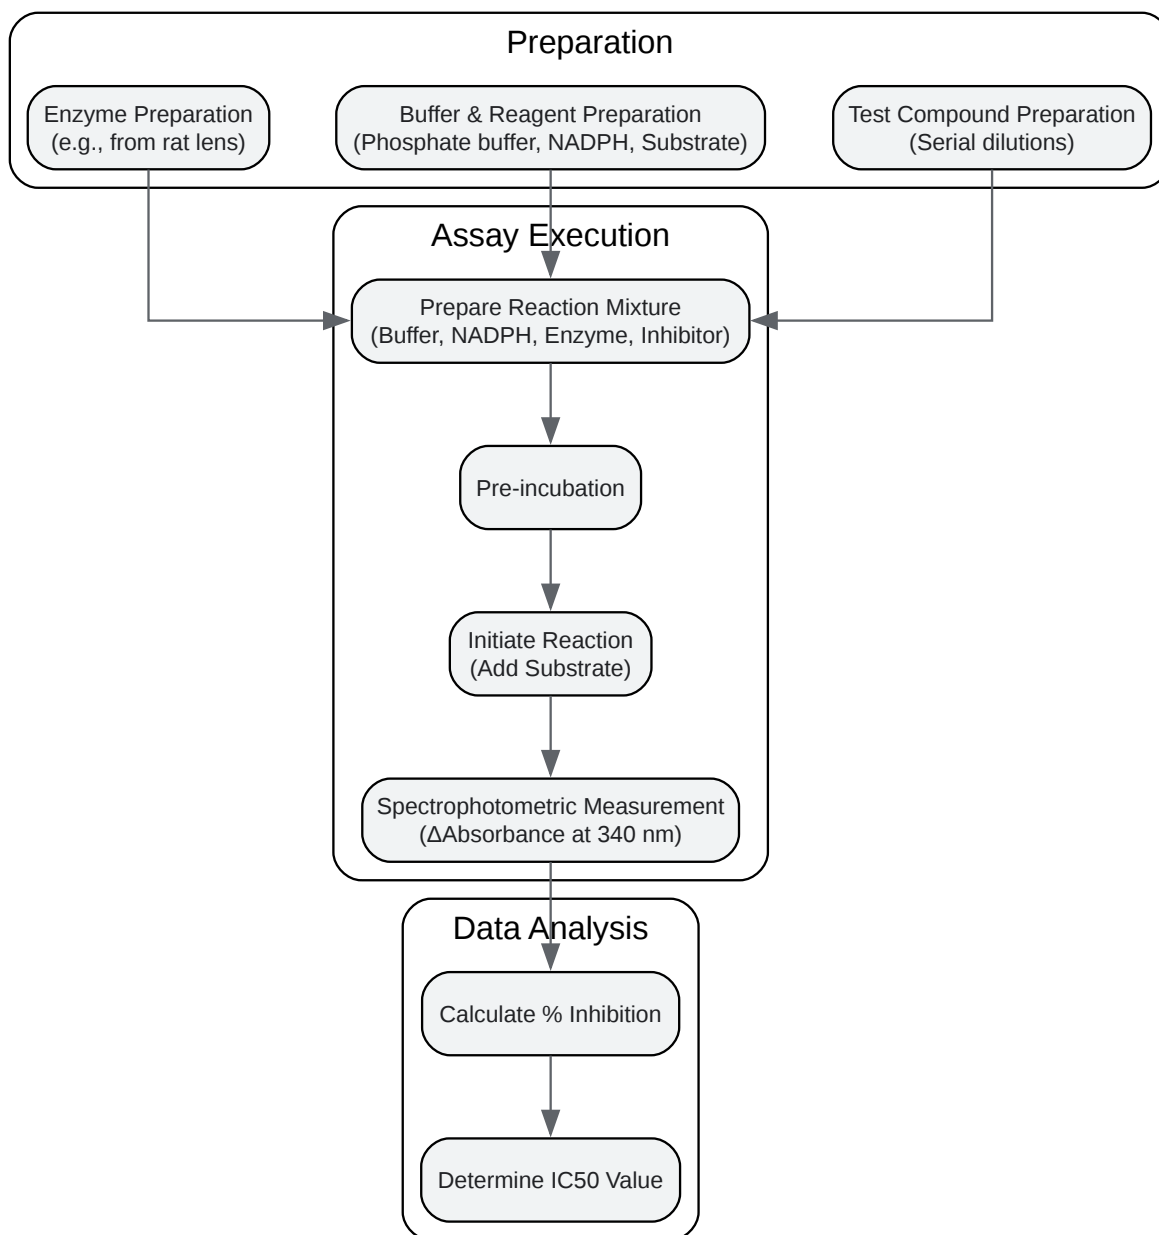 Preparation
Enzyme Preparation
(e.g., from rat lens)
Buffer & Reagent Preparation
(Phosphate buffer, NADPH, Substrate)
Test Compound Preparation
(Serial dilutions)
Assay Execution
Prepare Reaction Mixture
(Buffer, NADPH, Enzyme, Inhibitor)
Pre-incubation
Initiate Reaction
(Add Substrate)
Spectrophotometric Measurement
(ΔAbsorbance at 340 nm)
Data Analysis
Calculate % Inhibition
Determine IC50 Value